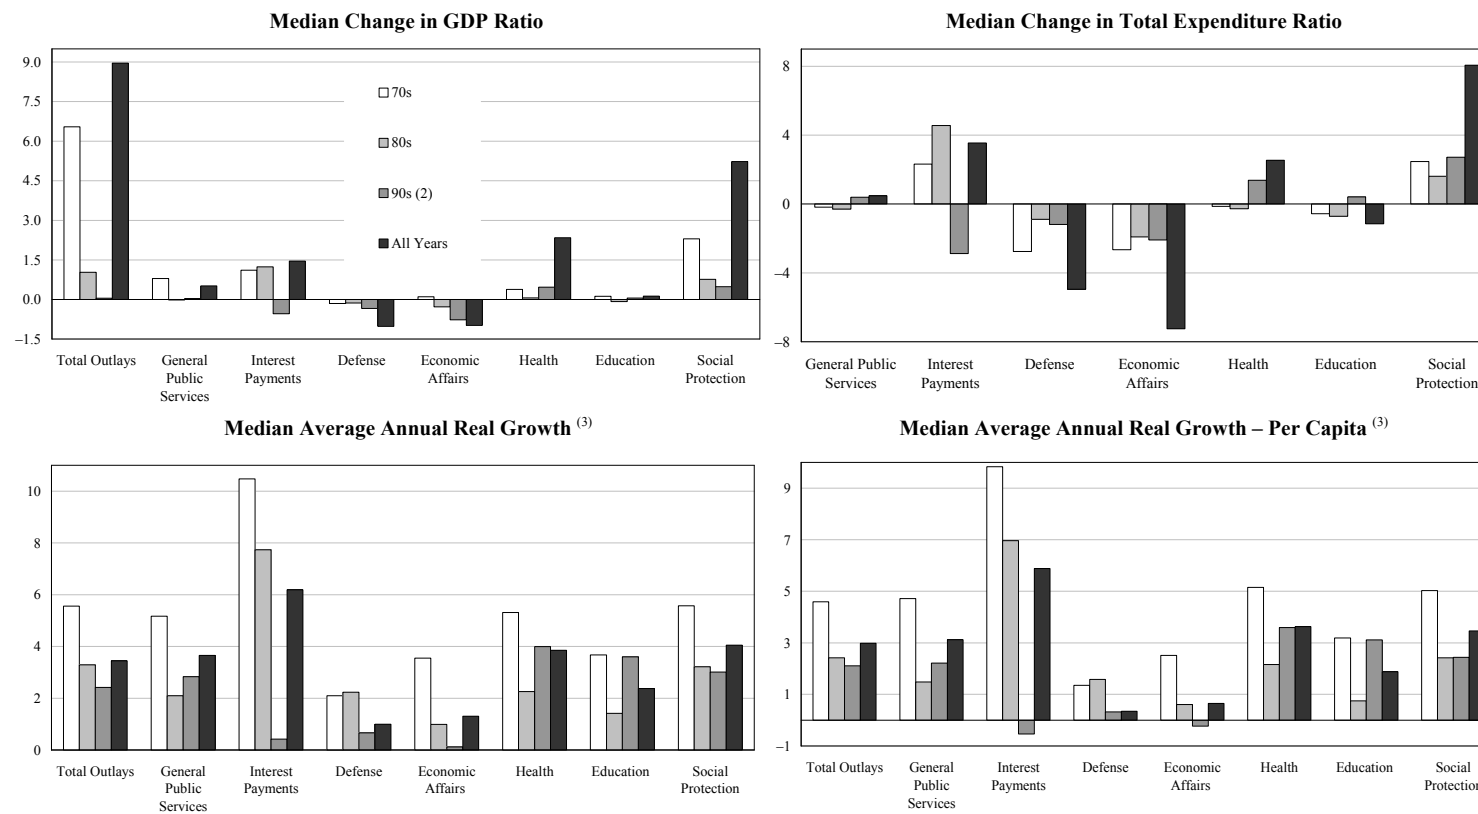 Median Change in GDP Ratio
9.0
7.5
6.0
4.5
3.0
1.5
0.0
–1.5
70s
80s
90s (2)
All Years
Total Outlays
General Public Services
Interest Payments
Defense
Economic Affairs
Health
Education
Social Protection
Median Change in Total Expenditure Ratio
8
4
0
–4
–8
General Public Services
Interest Payments
Defense
Economic Affairs
Health
Education
Social Protection
Median Average Annual Real Growth (3)
10
8
6
4
2
0
Total Outlays
General Public Services
Interest Payments
Defense
Economic Affairs
Health
Education
Social Protection
Median Average Annual Real Growth – Per Capita (3)
9
7
5
3
1
–1
Total Outlays
General Public Services
Interest Payments
Defense
Economic Affairs
Health
Education
Social Protection